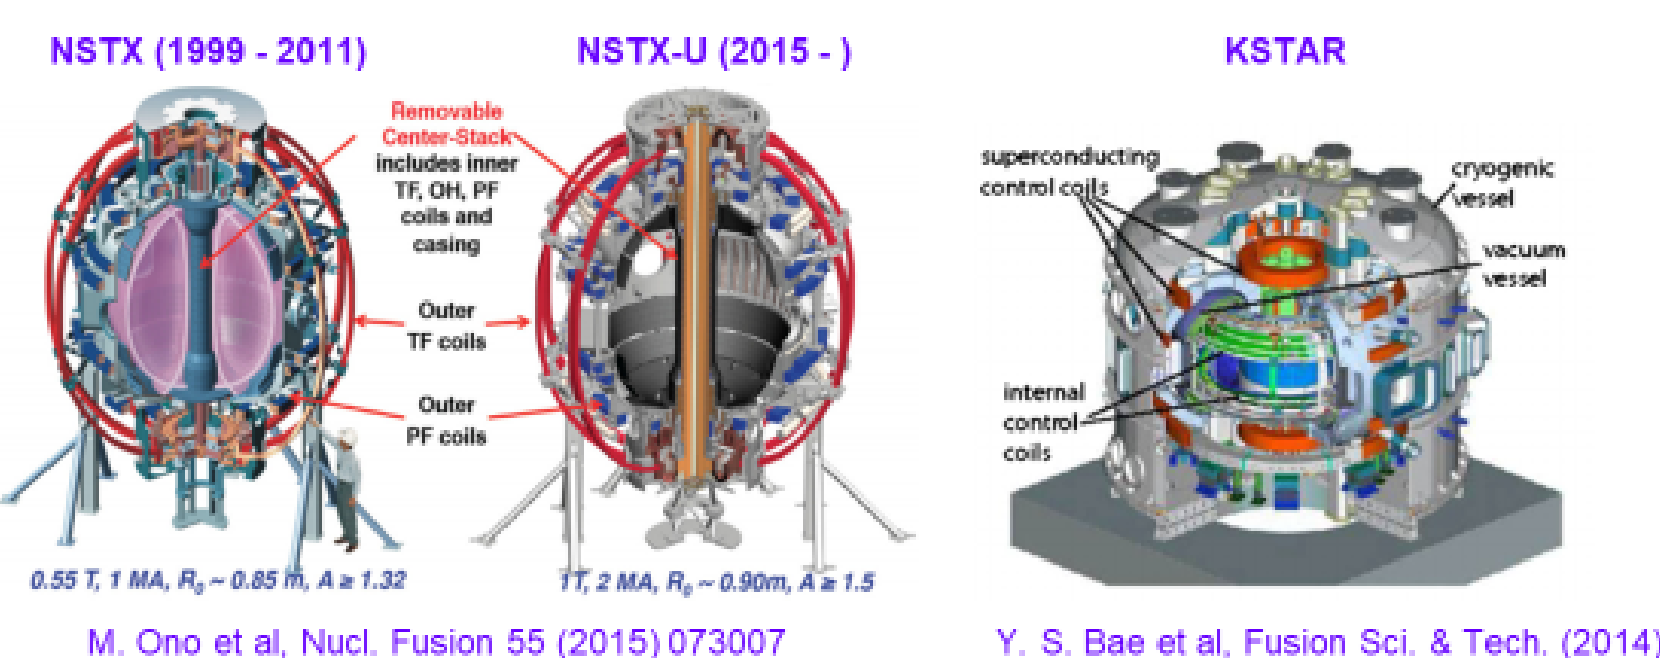 NSTX (1999 - 2011)
NSTX-U (2015 - )
KSTAR
Removable
Center-Stack
includes inner
TF, OH, PF
coils and
casing
Outer
TF coils
Outer
PF coils
0.55 T, 1 MA, R₀ ~ 0.85 m, A ≥ 1.32
1T, 2 MA, R₀ ~ 0.90m, A ≥ 1.5
superconducting
control coils
cryogenic
vessel
vacuum
vessel
internal
control
coils
M. Ono et al, Nucl. Fusion 55 (2015) 073007
Y. S. Bae et al, Fusion Sci. & Tech. (2014)